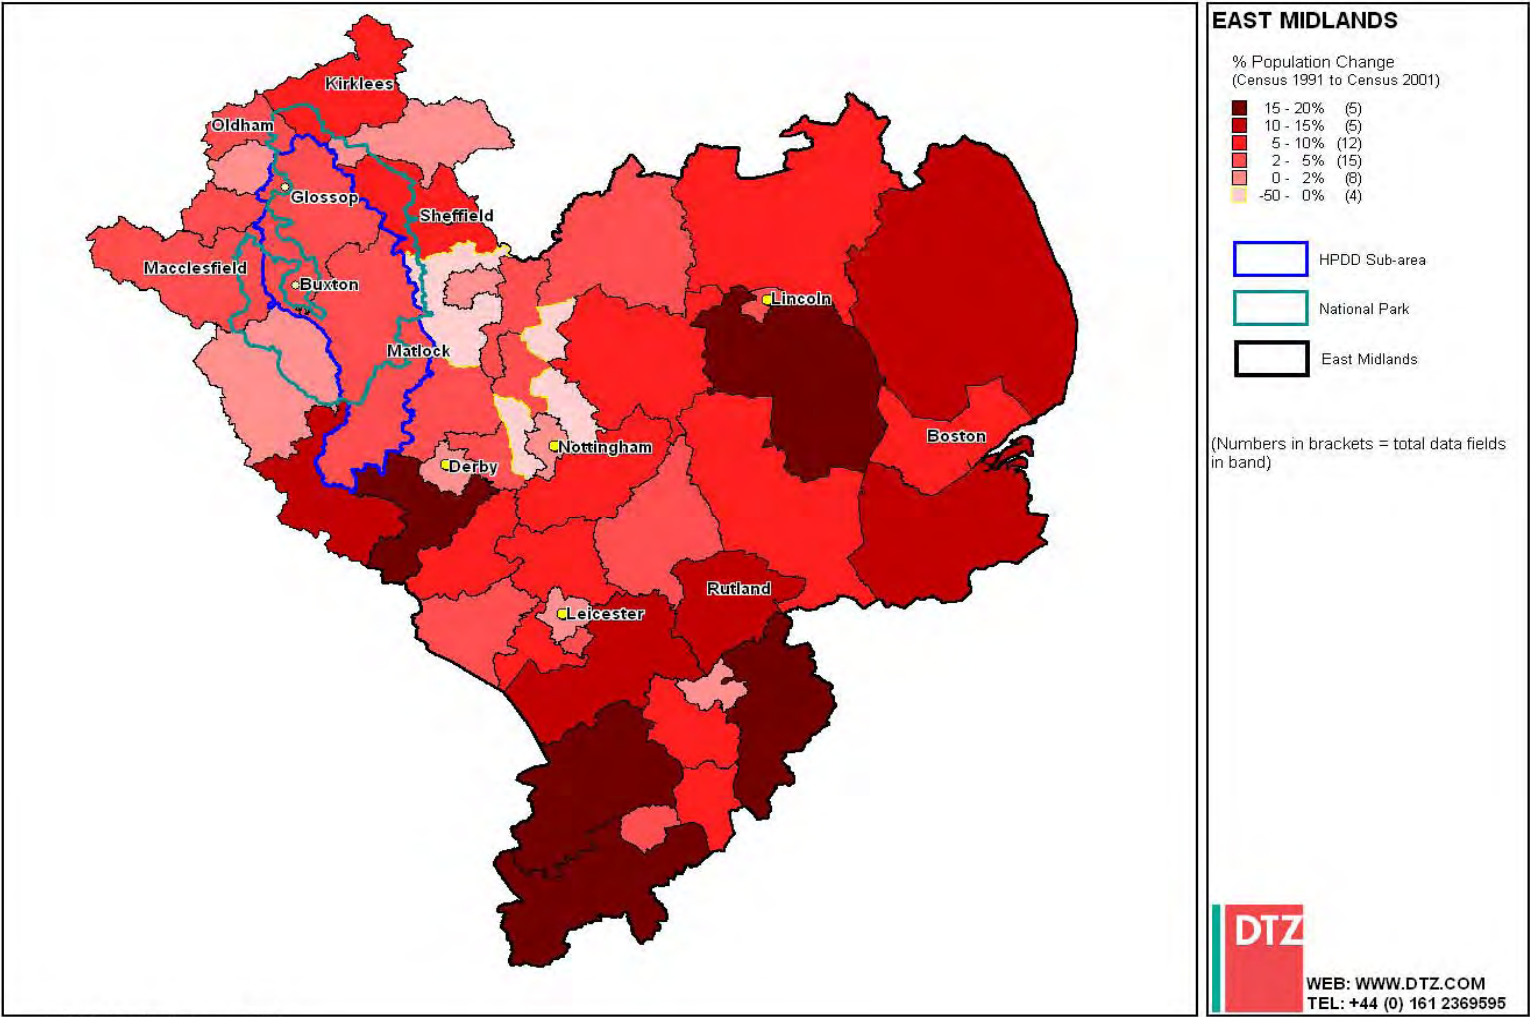 EAST MIDLANDS
% Population Change
(Census 1991 to Census 2001)
15 - 20% (5)
10 - 15% (5)
5 - 10% (12)
2 - 5% (15)
0 - 2% (8)
-50 - 0% (4)
HPDD Sub-area
National Park
East Midlands
(Numbers in brackets = total data fields
in band)
Kirklees
Oldham
Glossop
Sheffield
Macclesfield
Buxton
Lincoln
Matlock
Boston
Nottingham
Derby
Rutland
Leicester
DTZ
WEB: WWW.DTZ.COM
TEL: +44 (0) 161 2369595